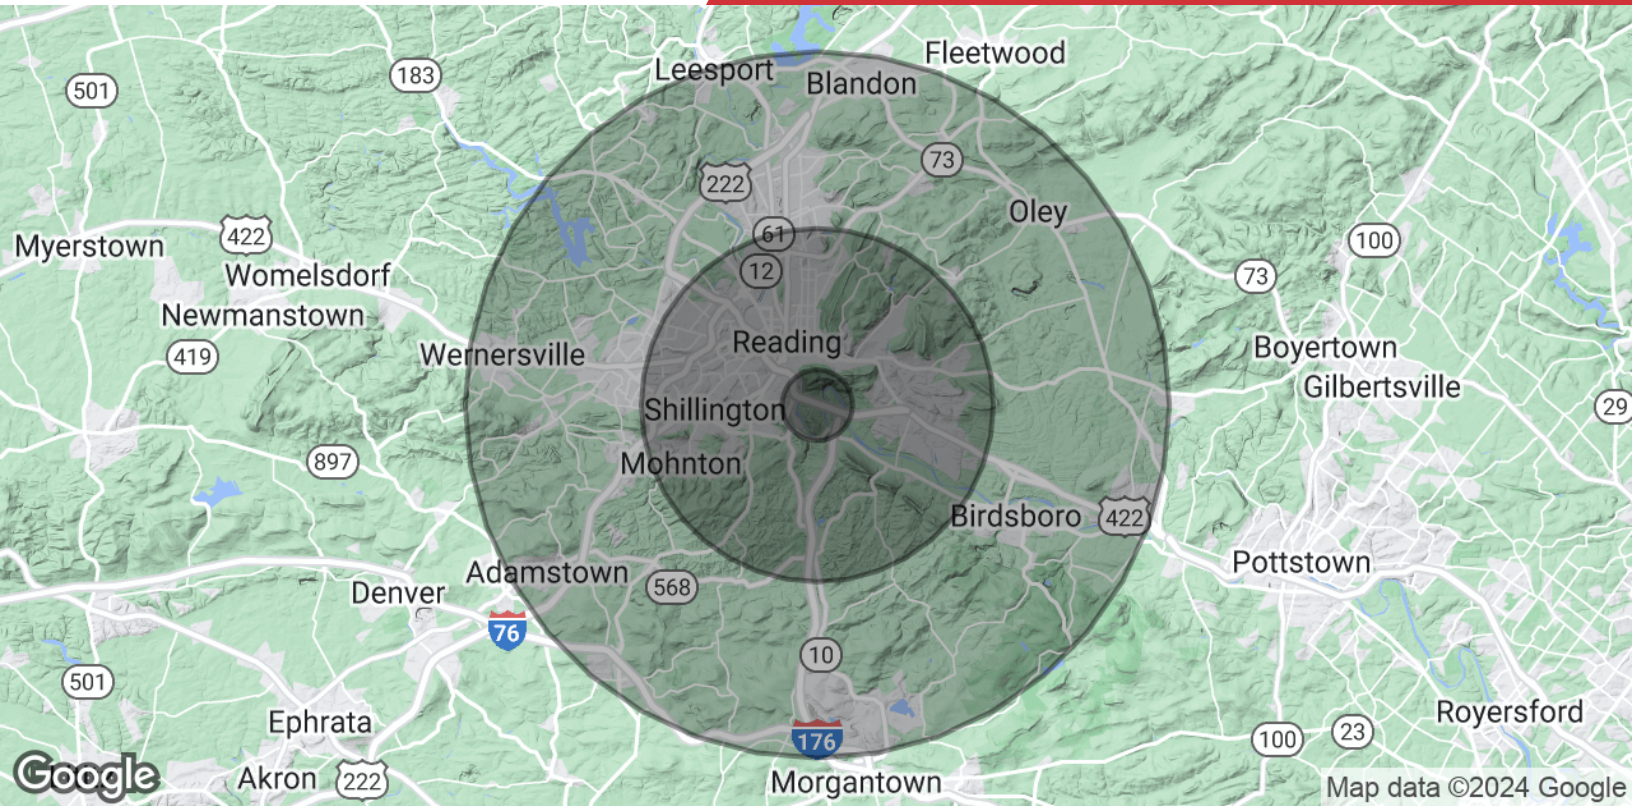 Fleetwood
Leesport
Blandon
183
501
73
222
Oley
61
422
100
Myerstown
12
73
Womelsdorf
Newmanstown
Reading
Wernersville
419
Boyertown
Gilbertsville
Shillington
29
897
Mohnton
Birdsboro
422
Pottstown
Adamstown
568
Denver
76
10
501
Ephrata
Royersford
176
100
23
Google
Akron
222
Morgantown
Map data ©2024 Google